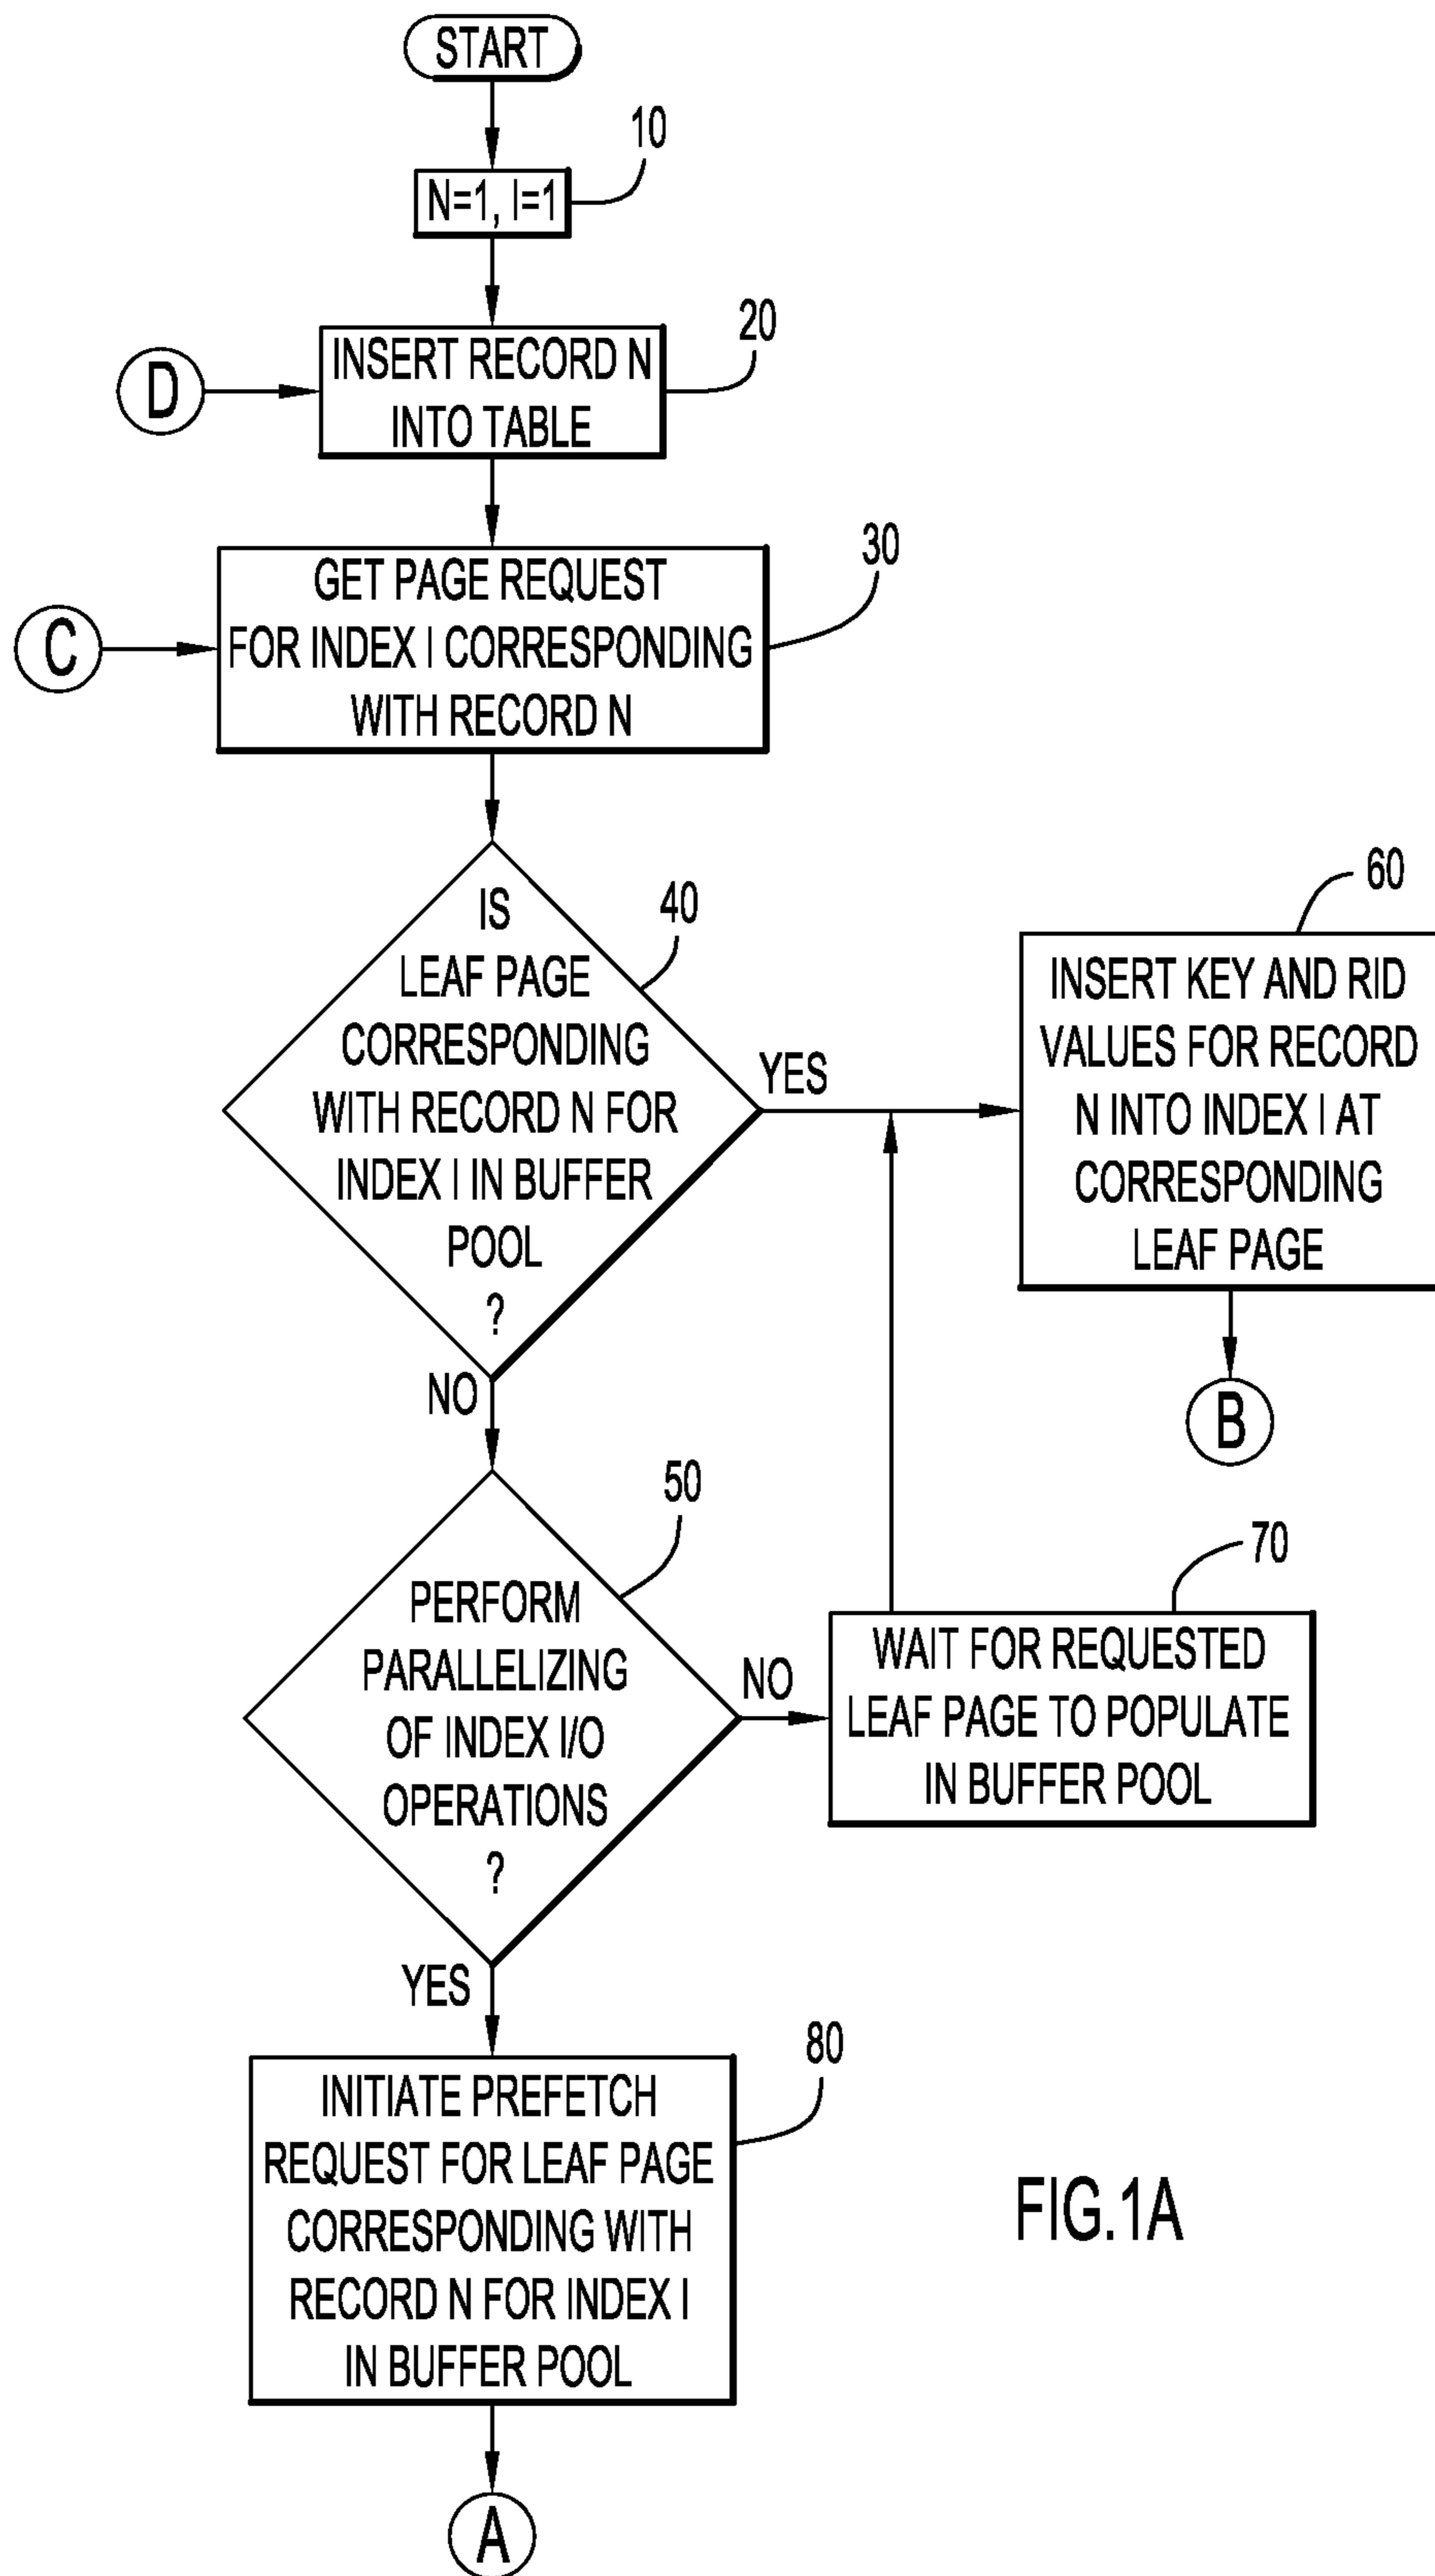 START
10
N=1, I=1
20
INSERT RECORD N
INTO TABLE
D
30
GET PAGE REQUEST
FOR INDEX I CORRESPONDING
WITH RECORD N
C
40
IS
LEAF PAGE
CORRESPONDING
WITH RECORD N FOR
INDEX I IN BUFFER
POOL
?
YES
NO
60
INSERT KEY AND RID
VALUES FOR RECORD
N INTO INDEX I AT
CORRESPONDING
LEAF PAGE
B
50
PERFORM
PARALLELIZING
OF INDEX I/O
OPERATIONS
?
NO
YES
70
WAIT FOR REQUESTED
LEAF PAGE TO POPULATE
IN BUFFER POOL
80
INITIATE PREFETCH
REQUEST FOR LEAF PAGE
CORRESPONDING WITH
RECORD N FOR INDEX I
IN BUFFER POOL
A
FIG.1A